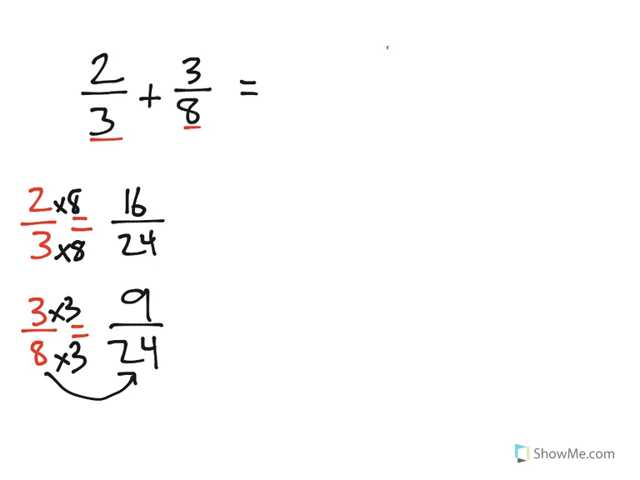 2/3 + 3/8 =
2×8/3×8 = 16/24
3×3/8×3 = 9/24
ShowMe.com